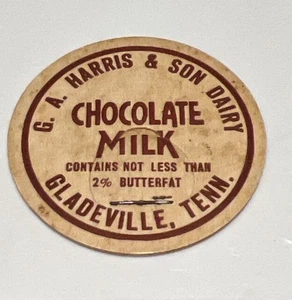 G. A. HARRIS & SON DAIRY
CHOCOLATE
MILK
CONTAINS NOT LESS THAN
2% BUTTERFAT
GLADEVILLE, TENN.